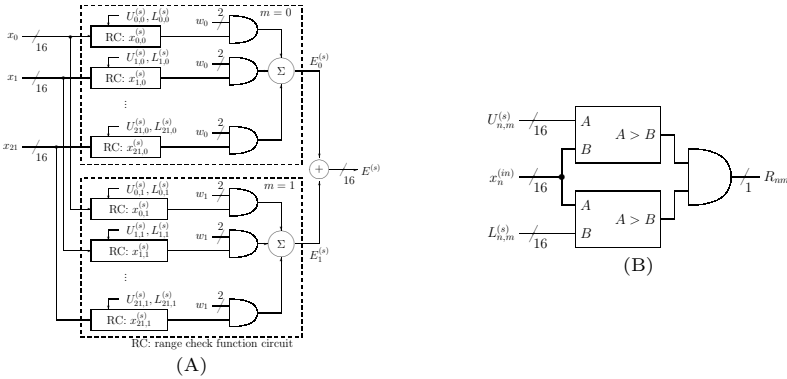 U_{0,0}^{(s)}, L_{0,0}^{(s)}
m = 0
x_0
16
RC: x_{0,0}^{(s)}
w_0
2
U_{1,0}^{(s)}, L_{1,0}^{(s)}
x_1
16
RC: x_{1,0}^{(s)}
w_0
2
Σ
E_0^{(s)}
⋮
U_{21,0}^{(s)}, L_{21,0}^{(s)}
x_{21}
16
RC: x_{21,0}^{(s)}
w_0
2
+
16
E^{(s)}
U_{0,1}^{(s)}, L_{0,1}^{(s)}
m = 1
RC: x_{0,1}^{(s)}
w_1
2
U_{1,1}^{(s)}, L_{1,1}^{(s)}
RC: x_{1,1}^{(s)}
w_1
2
Σ
E_1^{(s)}
⋮
U_{21,1}^{(s)}, L_{21,1}^{(s)}
RC: x_{21,1}^{(s)}
w_1
2
RC: range check function circuit
(A)
U_{n,m}^{(s)}
16
A
A > B
B
x_n^{(in)}
16
1
R_{nm}
A
A > B
L_{n,m}^{(s)}
16
B
(B)